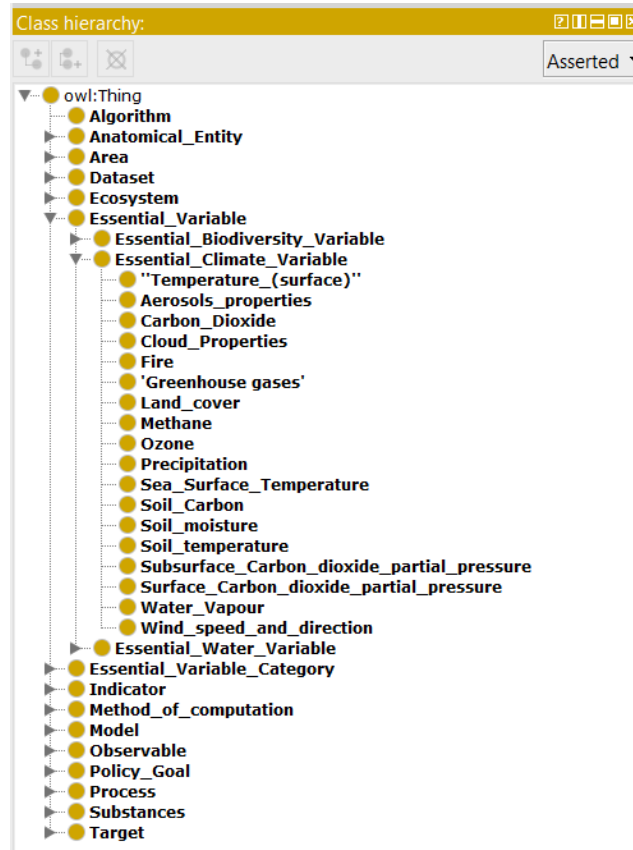 Class hierarchy:
Asserted
owl:Thing
Algorithm
Anatomical_Entity
Area
Dataset
Ecosystem
Essential_Variable
Essential_Biodiversity_Variable
Essential_Climate_Variable
"Temperature_(surface)"
Aerosols_properties
Carbon_Dioxide
Cloud_Properties
Fire
'Greenhouse gases'
Land_cover
Methane
Ozone
Precipitation
Sea_Surface_Temperature
Soil_Carbon
Soil_moisture
Soil_temperature
Subsurface_Carbon_dioxide_partial_pressure
Surface_Carbon_dioxide_partial_pressure
Water_Vapour
Wind_speed_and_direction
Essential_Water_Variable
Essential_Variable_Category
Indicator
Method_of_computation
Model
Observable
Policy_Goal
Process
Substances
Target